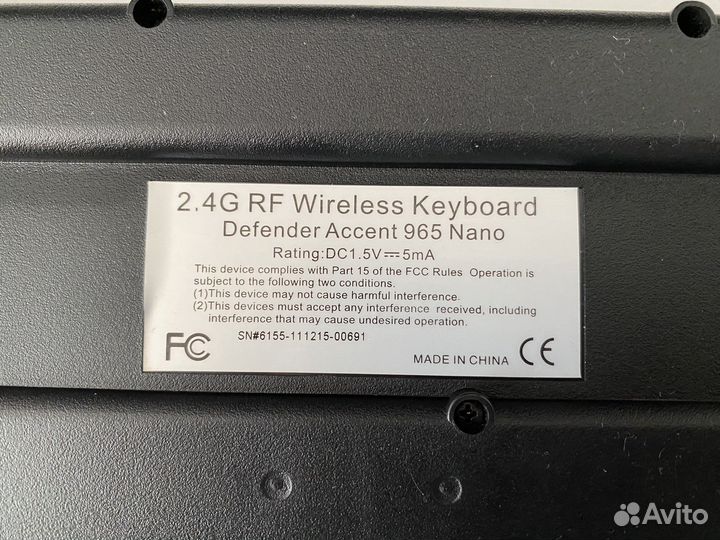 2.4G RF Wireless Keyboard
Defender Accent 965 Nano
Rating:DC1.5V⎓5mA
This device complies with Part 15 of the FCC Rules Operation is
subject to the following two conditions.
(1)This device may not cause harmful interference.
(2)This devices must accept any interference received, including
interference that may cause undesired operation.
SN#6155-111215-00691
FC
MADE IN CHINA CE
Avito